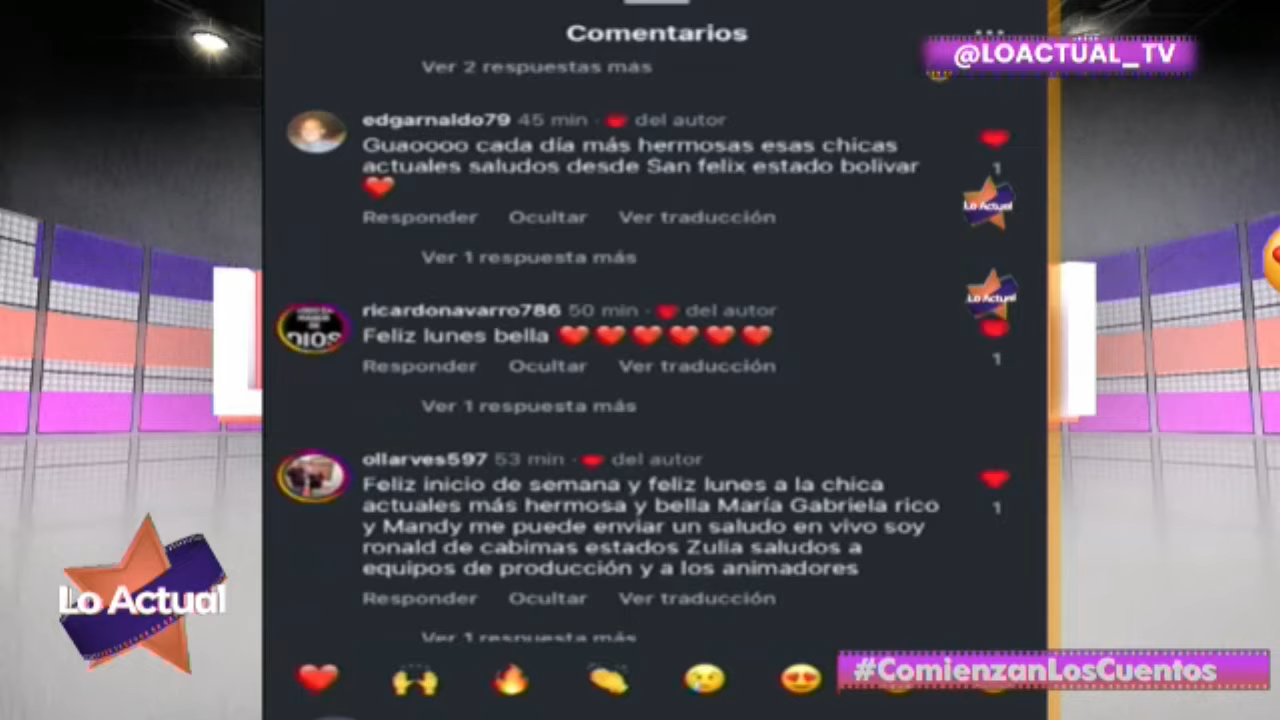 Comentarios
@LOACTUAL_TV
Ver 2 respuestas más
edgarnaldo79 45 min · ❤ del autor
Guaoooo cada día más hermosas esas chicas
actuales saludos desde San felix estado bolivar
❤
1
Lo Actual
Responder Ocultar Ver traducción
Ver 1 respuesta más
Lo Actual
ricardonavarro786 50 min · ❤ del autor
DIOS
Feliz lunes bella ❤❤❤❤❤❤
1
Responder Ocultar Ver traducción
Ver 1 respuesta más
ollarves597 53 min · ❤ del autor
Feliz inicio de semana y feliz lunes a la chica
actuales más hermosa y bella María Gabriela rico
y Mandy me puede enviar un saludo en vivo soy
ronald de cabimas estados Zulia saludos a
equipos de producción y a los animadores
1
Responder Ocultar Ver traducción
Ver 1 respuesta más
Lo Actual
#ComienzanLosCuentos